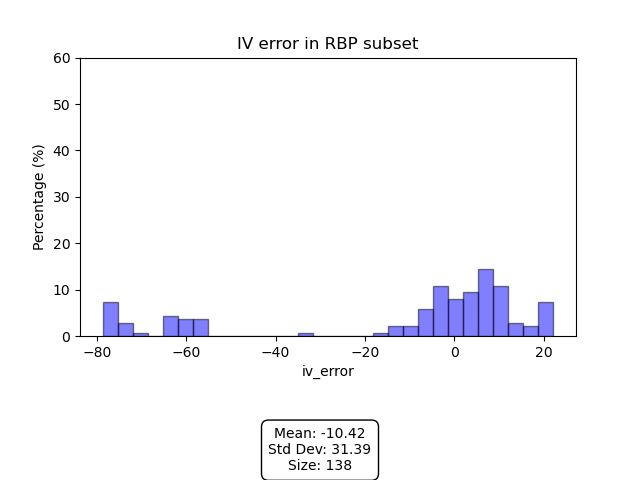 IV error in RBP subset
60
50
40
30
20
10
0
Percentage (%)
−80
−60
−40
−20
0
20
iv_error
Mean: -10.42
Std Dev: 31.39
Size: 138